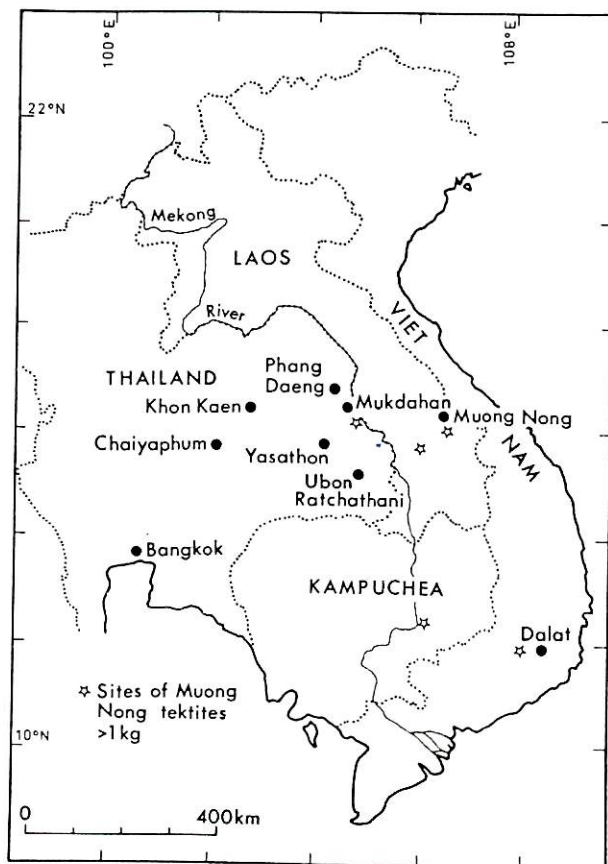 100°E
108°E
22°N
Mekong
LAOS
River
VIET
NAM
THAILAND
Phang
Daeng
Khon Kaen
Mukdahan
Muong Nong
Chaiyaphum
Yasathon
Ubon
Ratchathani
Bangkok
KAMPUCHEA
Dalat
Sites of Muong
Nong tektites
>1kg
10°N
0
400km